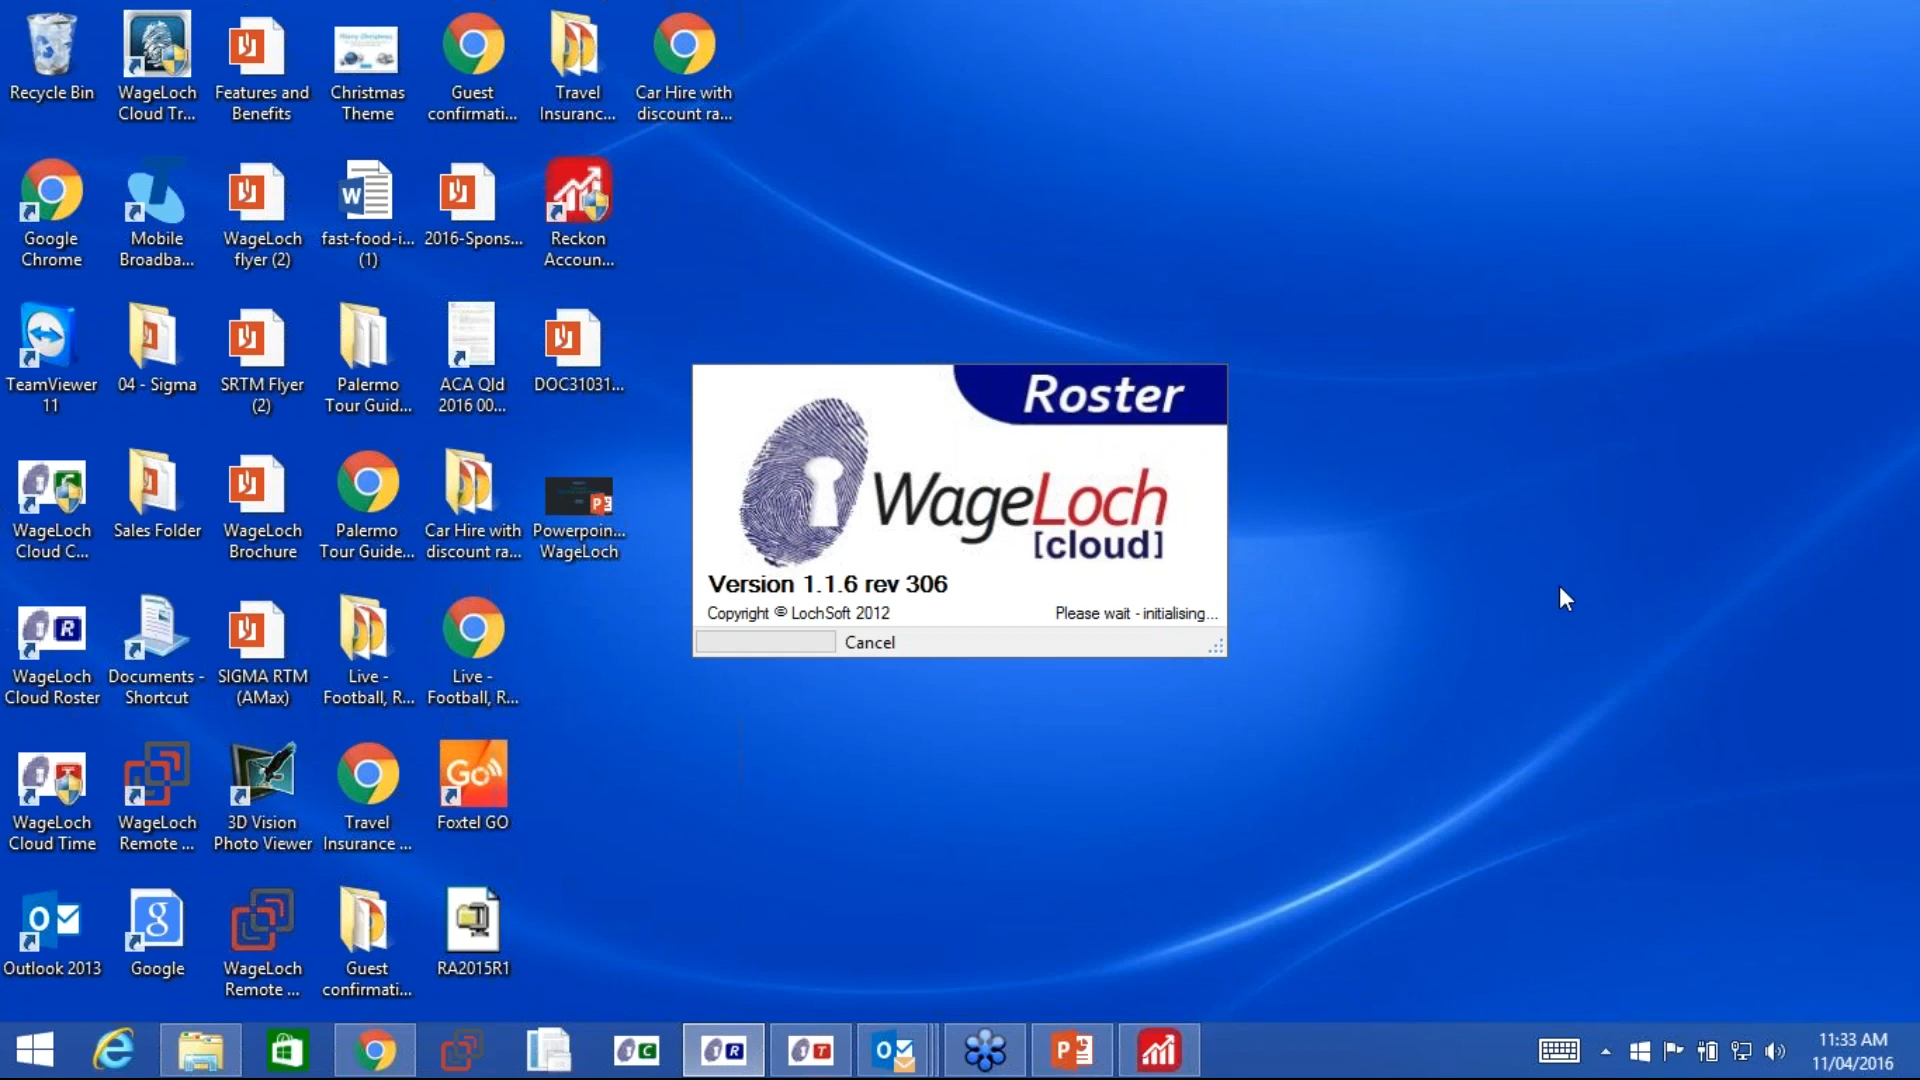 Recycle Bin
WageLoch
Cloud Tr...
Features and
Benefits
Christmas
Theme
Guest
confirmati...
Travel
Insuranc...
Car Hire with
discount ra...
Google
Chrome
Mobile
Broadba...
WageLoch
flyer (2)
fast-food-i...
(1)
2016-Spons...
Reckon
Accoun...
TeamViewer
11
04 - Sigma
SRTM Flyer
(2)
Palermo
Tour Guid...
ACA Qld
2016 00...
DOC31031...
WageLoch
Cloud C...
Sales Folder
WageLoch
Brochure
Palermo
Tour Guide...
Car Hire with
discount ra...
Powerpoin...
WageLoch
WageLoch
Cloud Roster
Documents -
Shortcut
SIGMA RTM
(AMax)
Live -
Football, R...
Live -
Football, R...
WageLoch
Cloud Time
WageLoch
Remote ...
3D Vision
Photo Viewer
Travel
Insurance ...
GO
Foxtel GO
Outlook 2013
Google
WageLoch
Remote ...
Guest
confirmati...
RA2015R1
Roster
WageLoch
[cloud]
Version 1.1.6 rev 306
Copyright © LochSoft 2012
Please wait - initialising...
Cancel
11:33 AM
11/04/2016